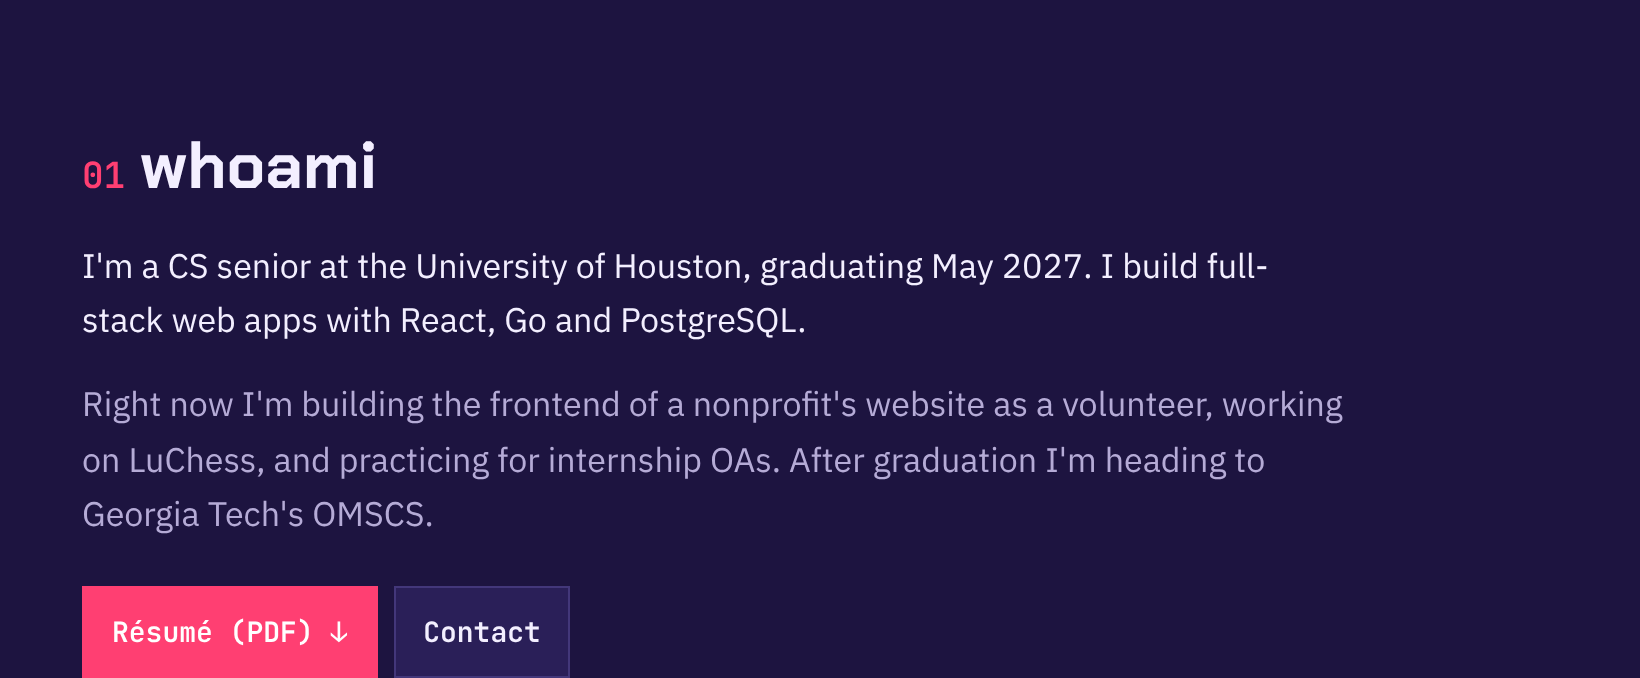 01 whoami
I'm a CS senior at the University of Houston, graduating May 2027. I build full-
stack web apps with React, Go and PostgreSQL.
Right now I'm building the frontend of a nonprofit's website as a volunteer, working
on LuChess, and practicing for internship OAs. After graduation I'm heading to
Georgia Tech's OMSCS.
Résumé (PDF) ↓ Contact